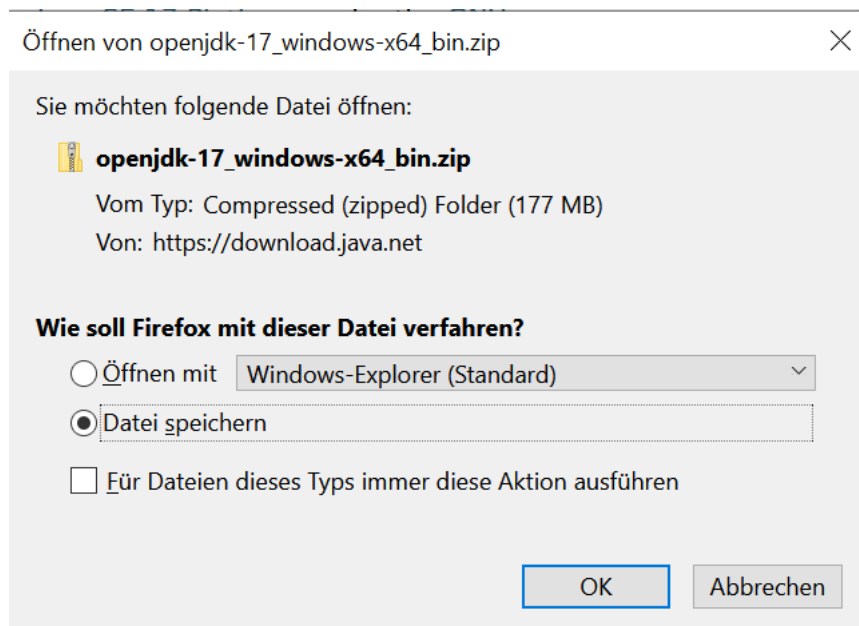 Öffnen von openjdk-17_windows-x64_bin.zip
Sie möchten folgende Datei öffnen:
openjdk-17_windows-x64_bin.zip
Vom Typ: Compressed (zipped) Folder (177 MB)
Von: https://download.java.net
Wie soll Firefox mit dieser Datei verfahren?
Öffnen mit Windows-Explorer (Standard)
Datei speichern
Für Dateien dieses Typs immer diese Aktion ausführen
OK Abbrechen